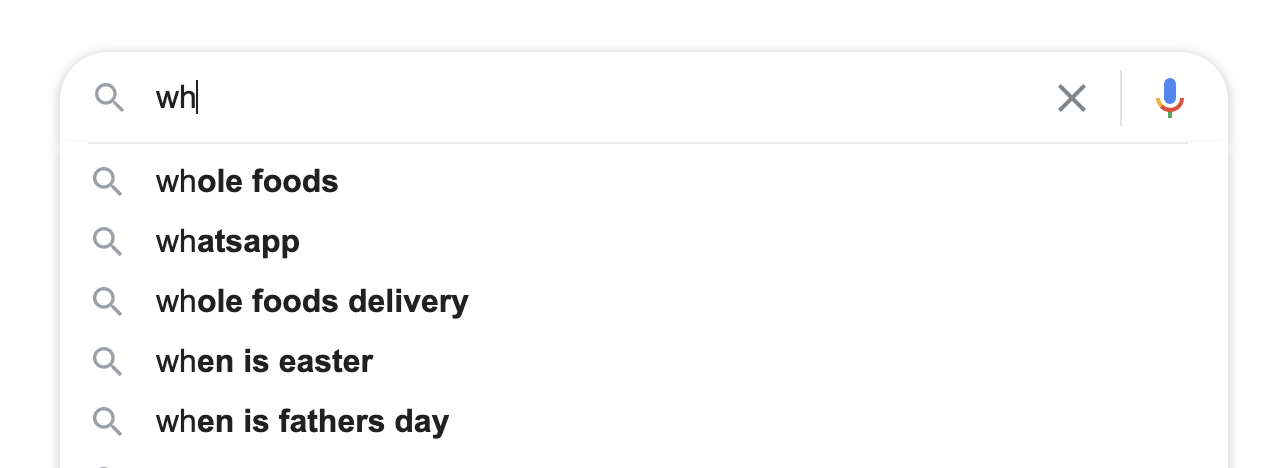 wh
whole foods
whatsapp
whole foods delivery
when is easter
when is fathers day